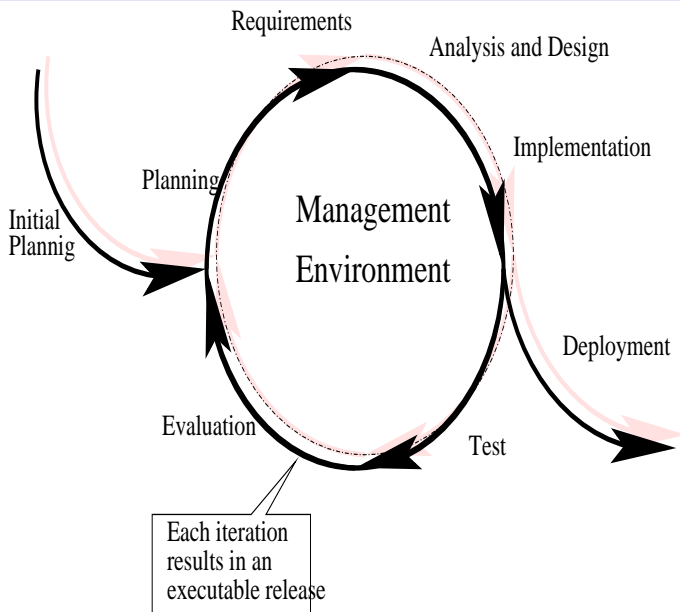 Requirements
Analysis and Design
Implementation
Planning
Management
Environment
Initial
Plannig
Deployment
Evaluation
Test
Each iteration
results in an
executable release